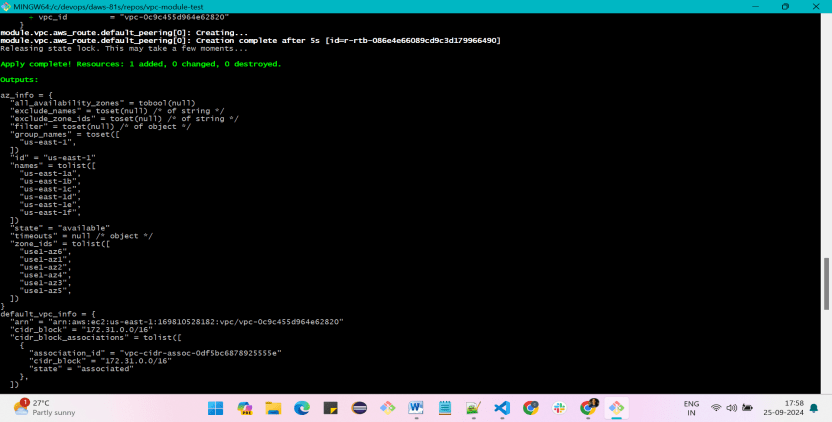 MINGW64:/c/devops/daws-81s/repos/vpc-module-test
+ vpc_id = "vpc-0c9c455d964e62820"
}
module.vpc.aws_route.default_peering[0]: Creating...
module.vpc.aws_route.default_peering[0]: Creation complete after 5s [id=r-rtb-086e4e66089cd9c3d179966490]
Releasing state lock. This may take a few moments...
Apply complete! Resources: 1 added, 0 changed, 0 destroyed.
Outputs:
az_info = {
"all_availability_zones" = tobool(null)
"exclude_names" = toset(null) /* of string */
"exclude_zone_ids" = toset(null) /* of string */
"filter" = toset(null) /* of object */
"group_names" = toset([
"us-east-1",
])
"id" = "us-east-1"
"names" = tolist([
"us-east-1a",
"us-east-1b",
"us-east-1c",
"us-east-1d",
"us-east-1e",
"us-east-1f",
])
"state" = "available"
"timeouts" = null /* object */
"zone_ids" = tolist([
"use1-az6",
"use1-az1",
"use1-az2",
"use1-az4",
"use1-az3",
"use1-az5",
])
}
default_vpc_info = {
"arn" = "arn:aws:ec2:us-east-1:169810528182:vpc/vpc-0c9c455d964e62820"
"cidr_block" = "172.31.0.0/16"
"cidr_block_associations" = tolist([
{
"association_id" = "vpc-cidr-assoc-0df5bc6878925555e"
"cidr_block" = "172.31.0.0/16"
"state" = "associated"
},
])
1
27°C
Partly sunny
PRE
ENG
IN
17:58
25-09-2024